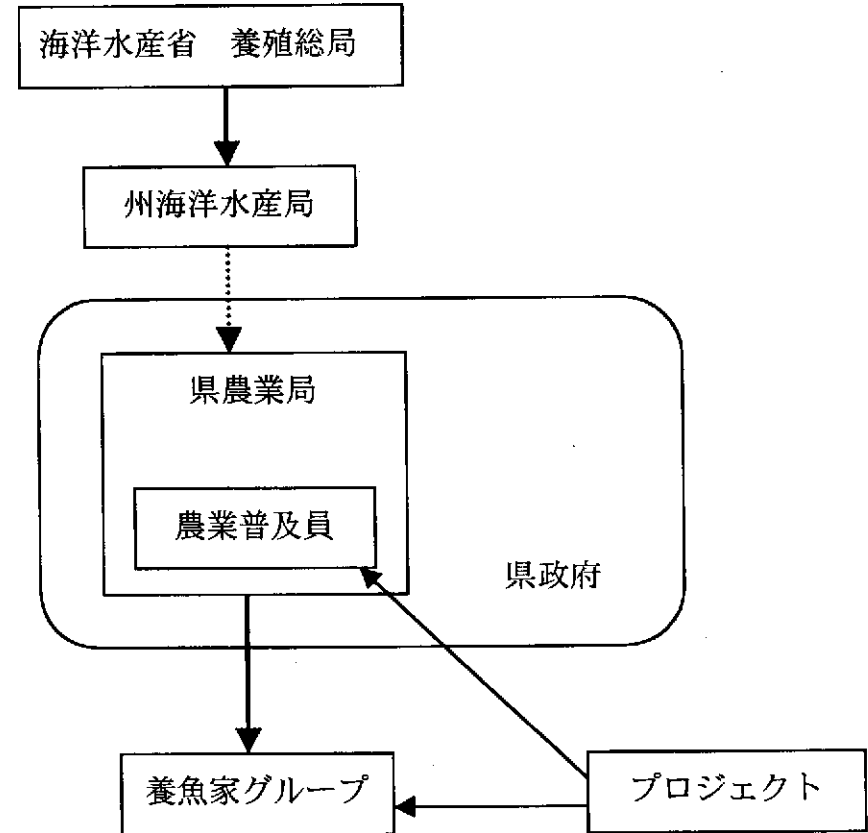 海洋水産省　養殖総局
州海洋水産局
県農業局
農業普及員
県政府
養魚家グループ
プロジェクト